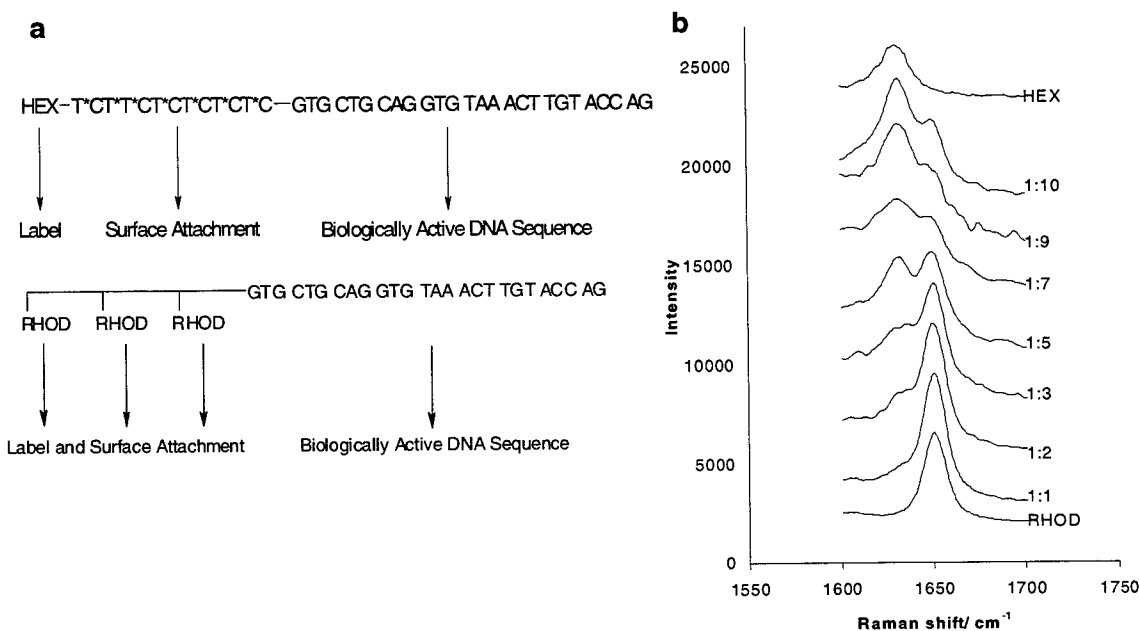 a
HEX-T*CT*T*CT*CT*CT*CT*C-GTG CTG CAG GTG TAA ACT TGT ACC AG
Label
Surface Attachment
Biologically Active DNA Sequence
GTG CTG CAG GTG TAA ACT TGT ACC AG
RHOD RHOD RHOD
Label and Surface Attachment
Biologically Active DNA Sequence
b
25000
20000
15000
10000
5000
0
Intensity
HEX
1:10
1:9
1:7
1:5
1:3
1:2
1:1
RHOD
1550 1600 1650 1700 1750
Raman shift/ cm⁻¹